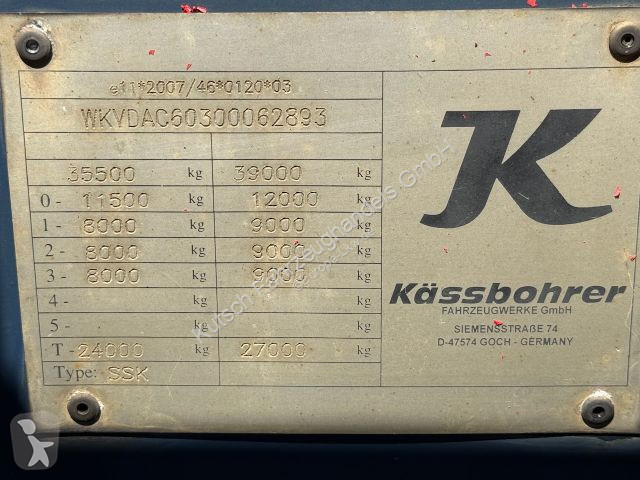 e11*2007/46*0120*03
WKVDAC60300062893
35500 kg 39000 kg
0- 11500 kg 12000 kg
1- 8000 kg 9000 kg
2- 8000 kg 9000 kg
3- 8000 kg 9000 kg
4- kg kg
5- kg kg
T- 24000 kg 27000 kg
Type: SSK
K
Kässbohrer
FAHRZEUGWERKE GmbH
SIEMENSSTRAßE 74
D-47574 GOCH - GERMANY